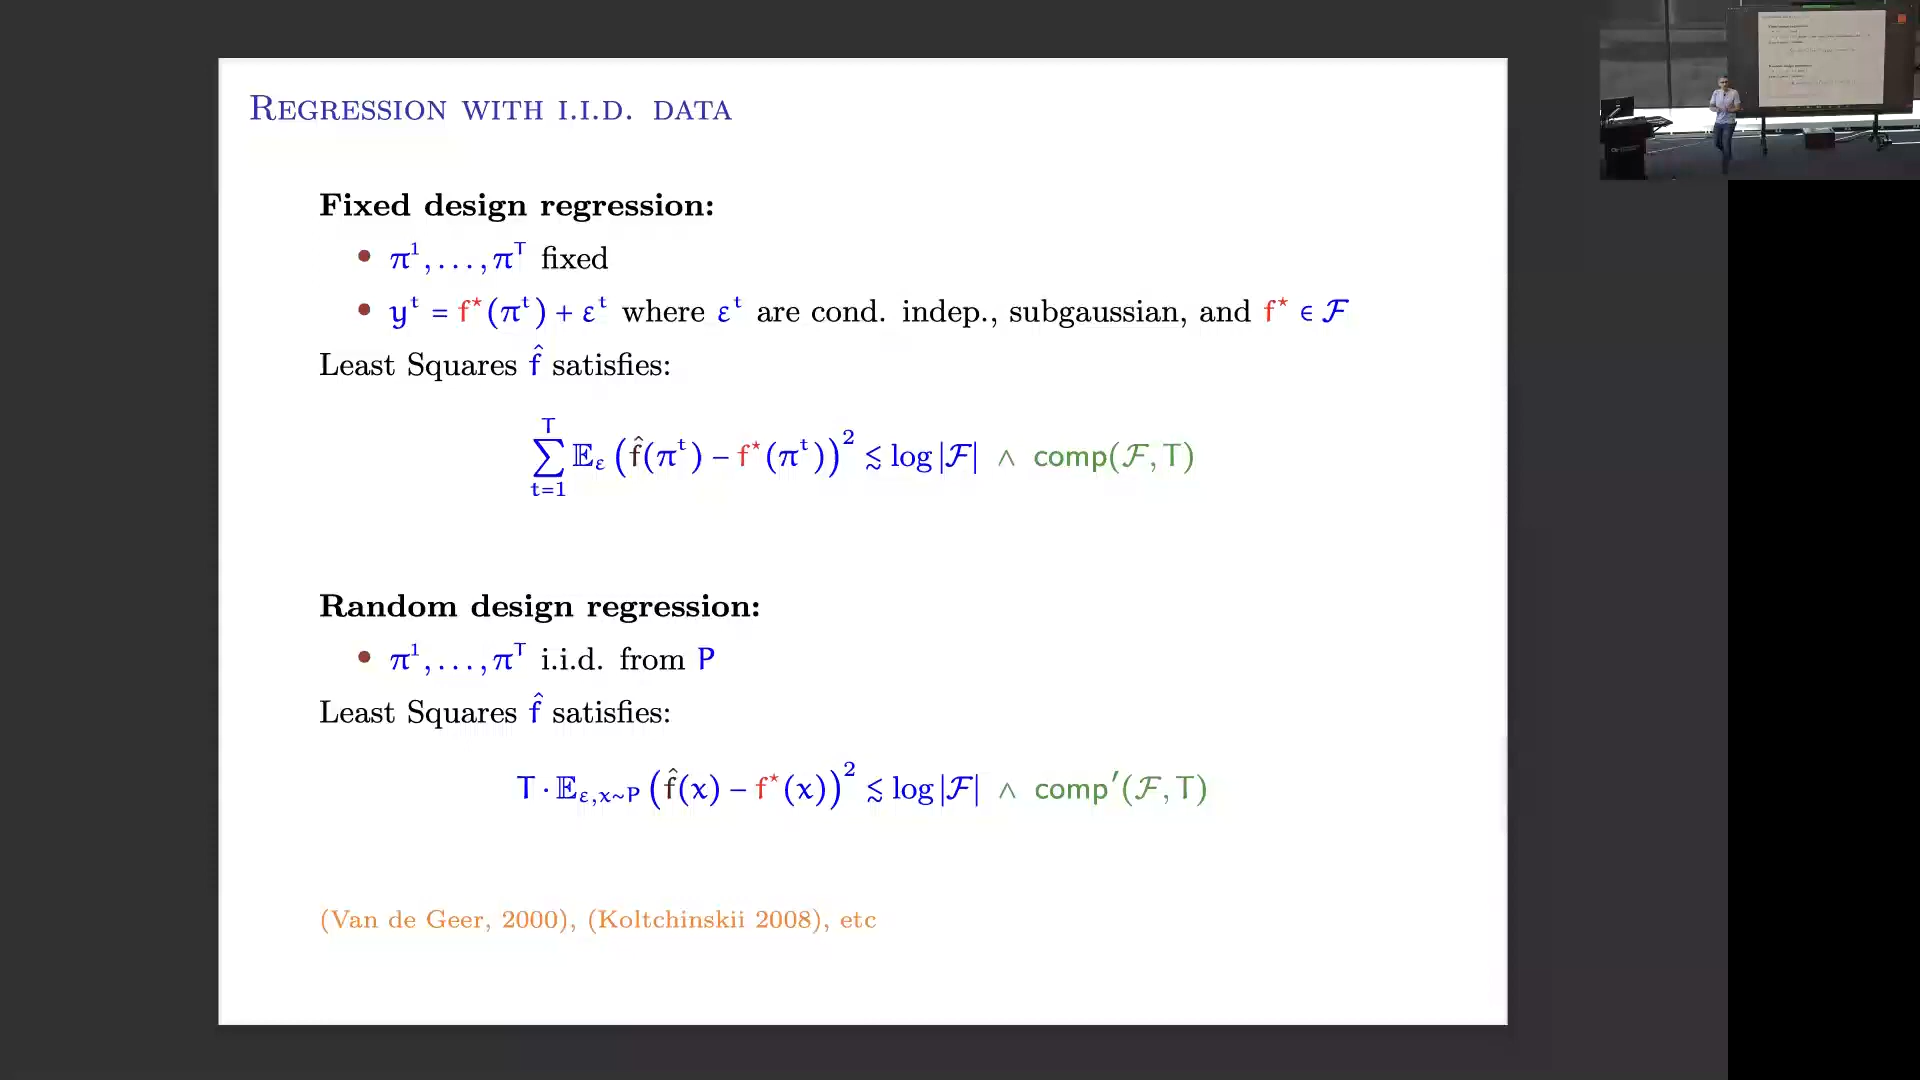 Regression with i.i.d. data
Fixed design regression:
• π¹, . . . , πᵀ fixed
• yᵗ = f*(πᵗ) + εᵗ where εᵗ are cond. indep., subgaussian, and f* ∈ ℱ
Least Squares f̂ satisfies:
∑ₜ₌₁ᵀ 𝔼_ε (f̂(πᵗ) − f*(πᵗ))² ≲ log|ℱ| ∧ comp(ℱ, T)
Random design regression:
• π¹, . . . , πᵀ i.i.d. from P
Least Squares f̂ satisfies:
T · 𝔼_{ε,x∼P} (f̂(x) − f*(x))² ≲ log|ℱ| ∧ comp′(ℱ, T)
(Van de Geer, 2000), (Koltchinskii 2008), etc